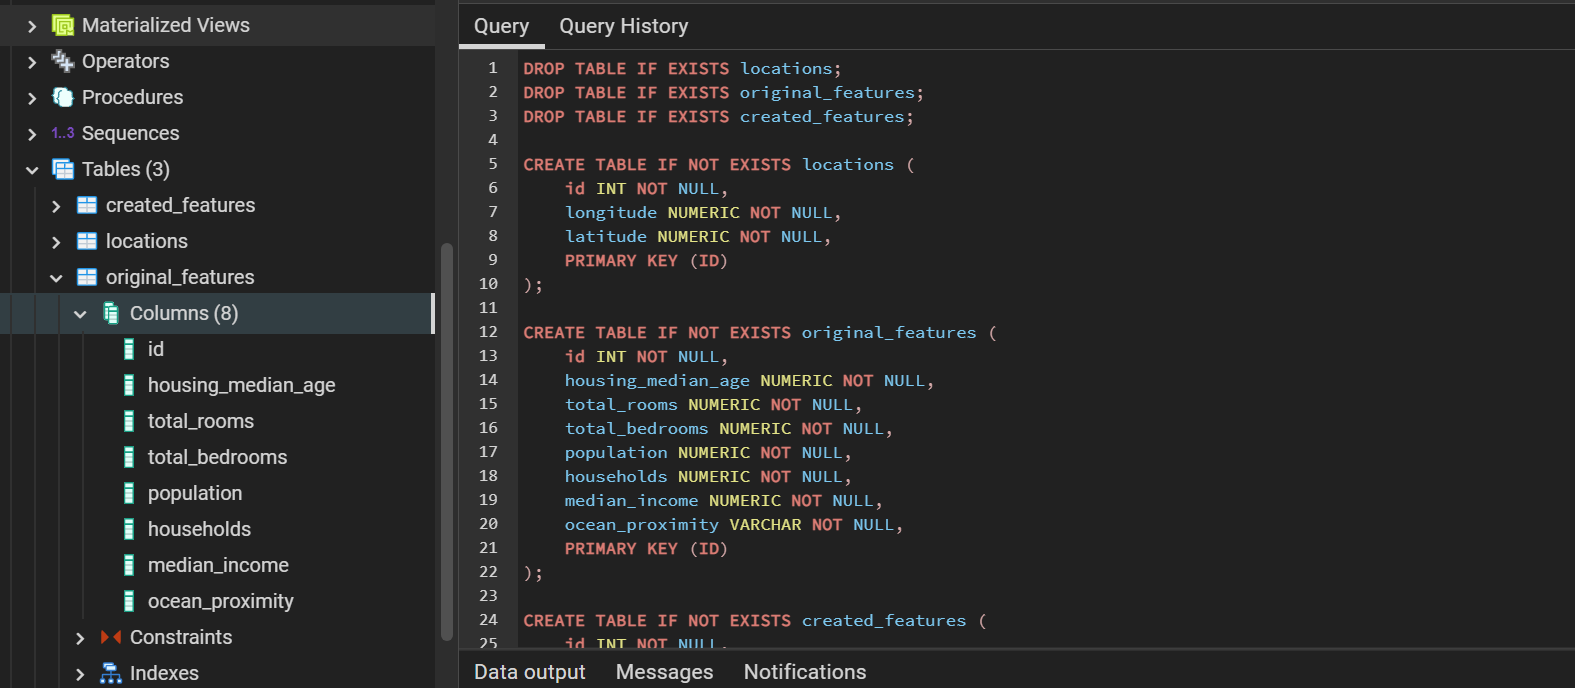 Materialized Views
Operators
Procedures
1..3 Sequences
Tables (3)
created_features
locations
original_features
Columns (8)
id
housing_median_age
total_rooms
total_bedrooms
population
households
median_income
ocean_proximity
Constraints
Indexes
Query Query History
1 DROP TABLE IF EXISTS locations;
2 DROP TABLE IF EXISTS original_features;
3 DROP TABLE IF EXISTS created_features;
4
5 CREATE TABLE IF NOT EXISTS locations (
6 id INT NOT NULL,
7 longitude NUMERIC NOT NULL,
8 latitude NUMERIC NOT NULL,
9 PRIMARY KEY (ID)
10 );
11
12 CREATE TABLE IF NOT EXISTS original_features (
13 id INT NOT NULL,
14 housing_median_age NUMERIC NOT NULL,
15 total_rooms NUMERIC NOT NULL,
16 total_bedrooms NUMERIC NOT NULL,
17 population NUMERIC NOT NULL,
18 households NUMERIC NOT NULL,
19 median_income NUMERIC NOT NULL,
20 ocean_proximity VARCHAR NOT NULL,
21 PRIMARY KEY (ID)
22 );
23
24 CREATE TABLE IF NOT EXISTS created_features (
25 id INT NOT NULL,
Data output Messages Notifications